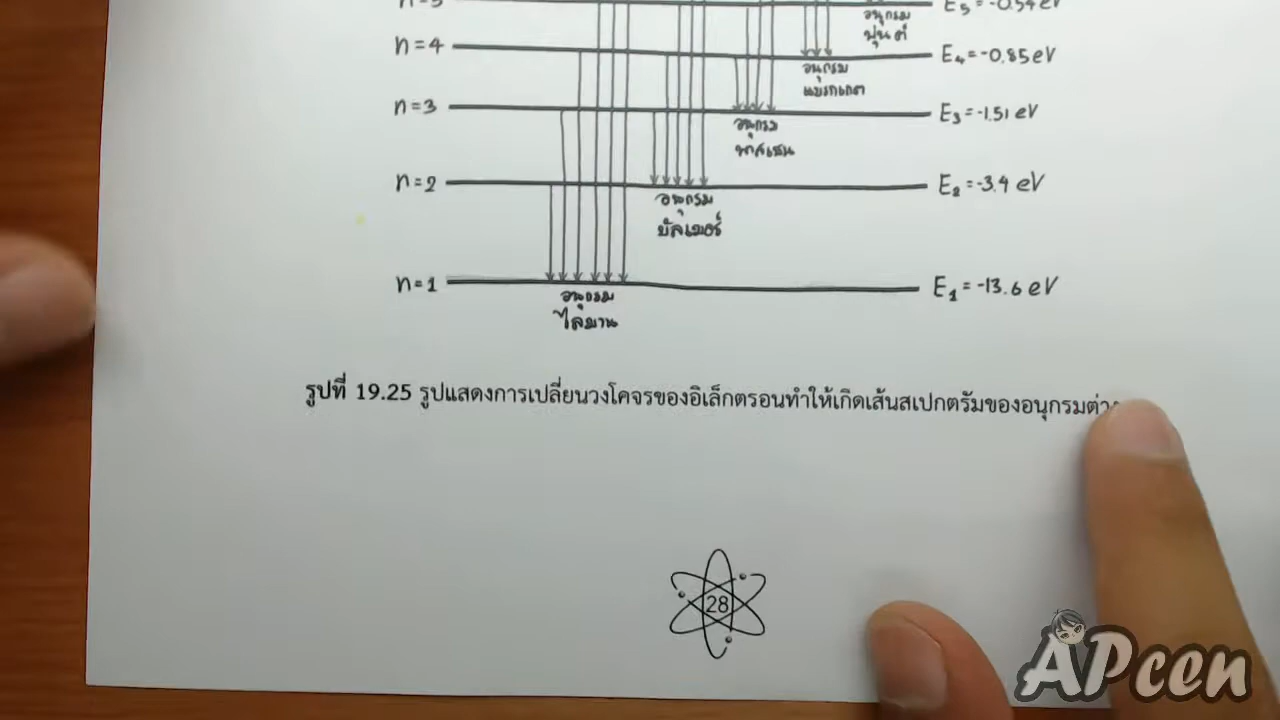 n=5 E₅ = -0.54 eV
อนุกรม
ฟุนด์
n=4 E₄ = -0.85 eV
อนุกรม
แบรกเกต
n=3 E₃ = -1.51 eV
อนุกรม
พาสเชน
n=2 E₂ = -3.4 eV
อนุกรม
บัลเมอร์
n=1 E₁ = -13.6 eV
อนุกรม
ไลมาน
รูปที่ 19.25 รูปแสดงการเปลี่ยนวงโคจรของอิเล็กตรอนทำให้เกิดเส้นสเปกตรัมของอนุกรมต่าง
28
APcen